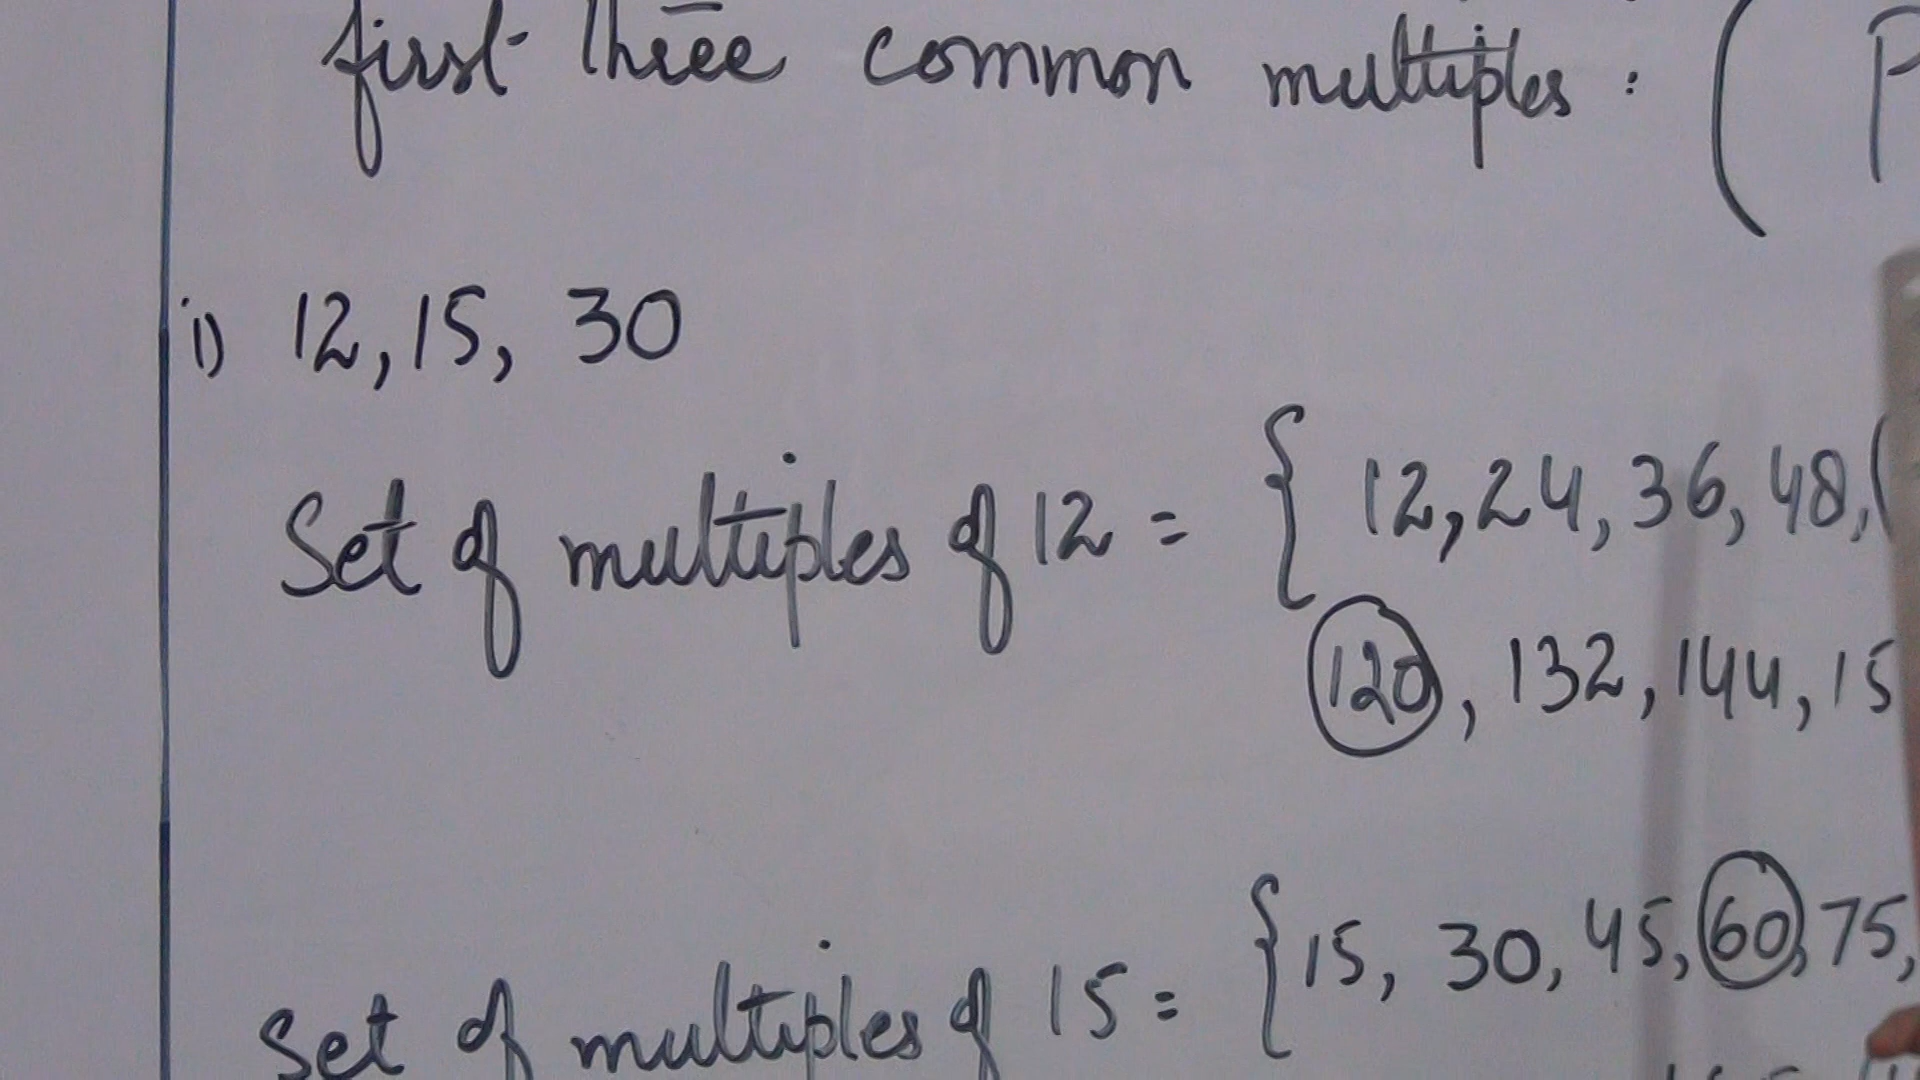 first three common multiples : ( P
i) 12, 15, 30
Set of multiples of 12 = { 12, 24, 36, 48,
120, 132, 144, 15
Set of multiples of 15 = { 15, 30, 45, 60, 75,